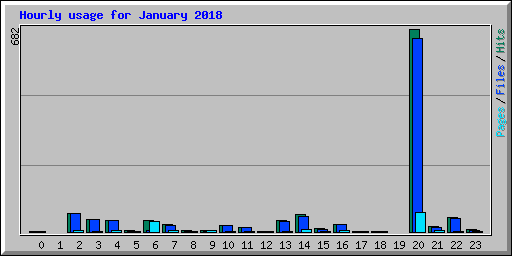 Hourly usage for January 2018
682
Pages/Files/Hits
0 1 2 3 4 5 6 7 8 9 10 11 12 13 14 15 16 17 18 19 20 21 22 23